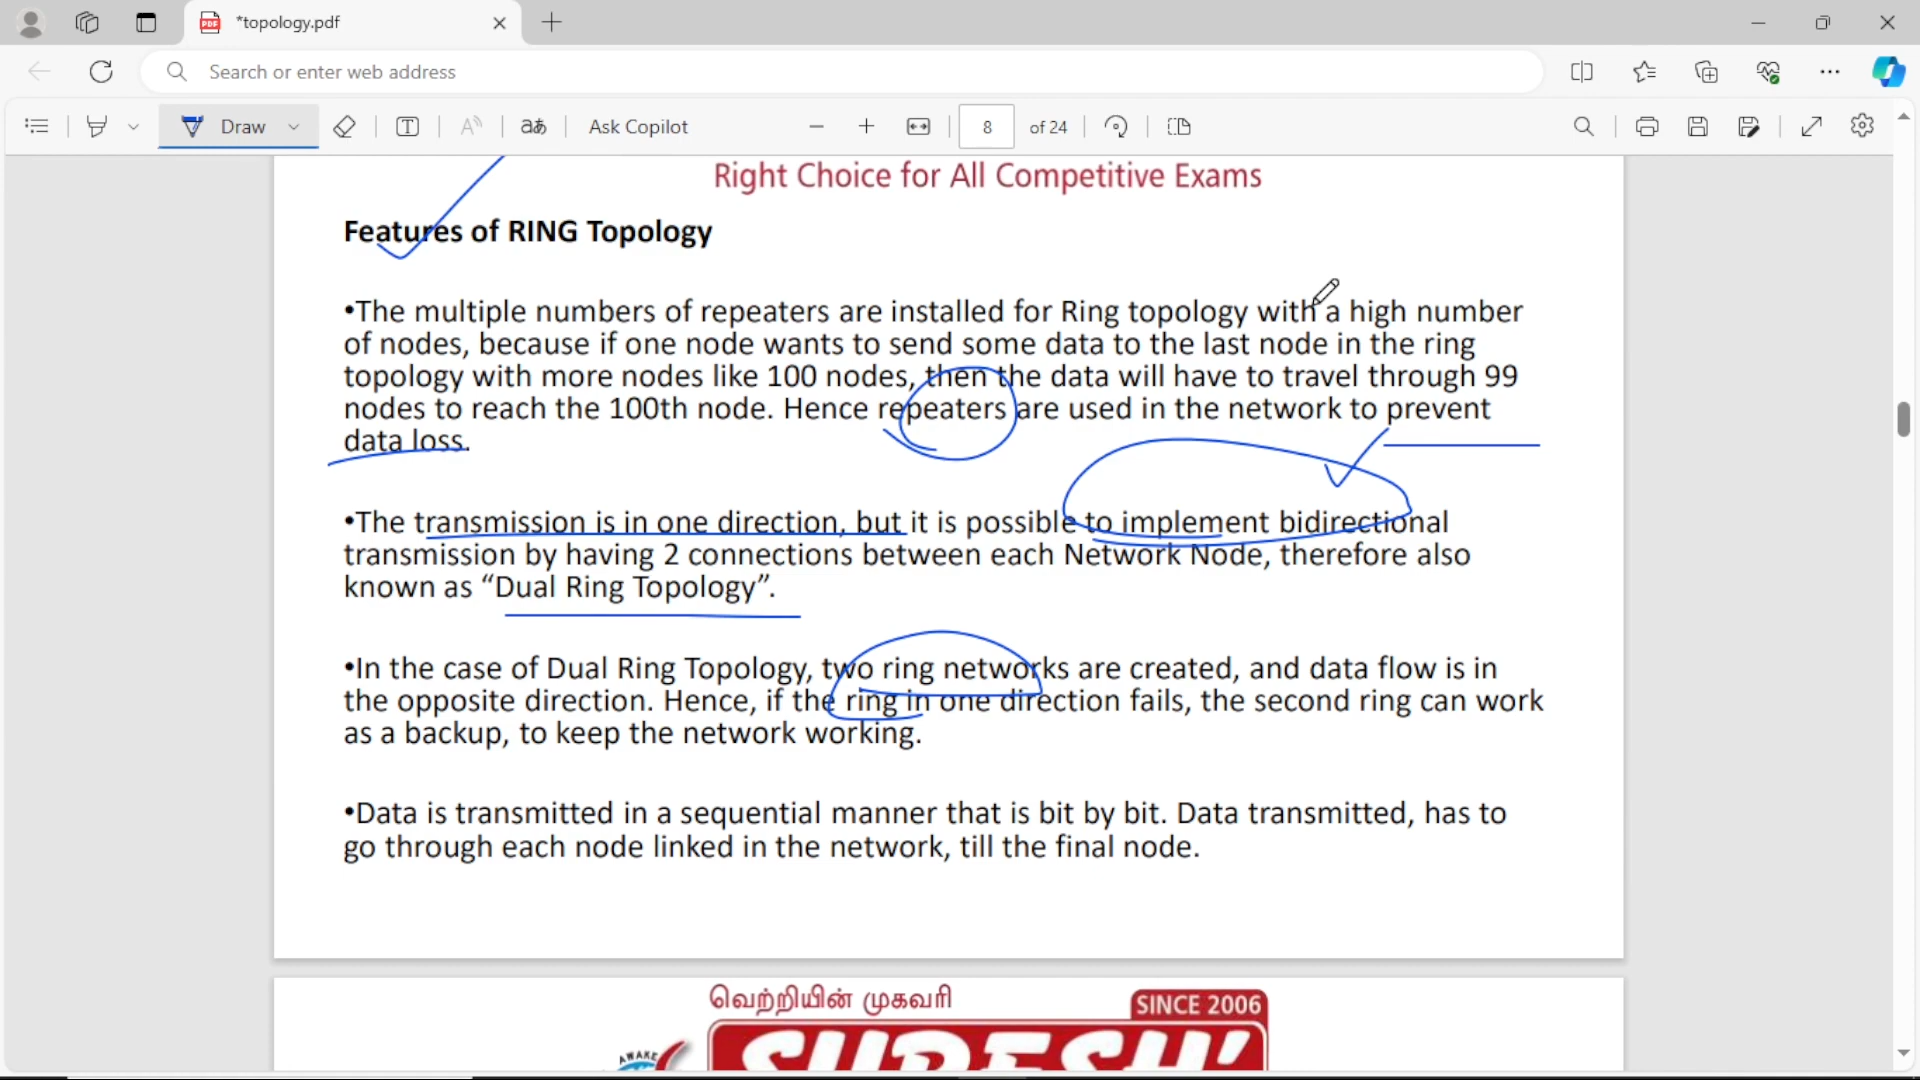 *topology.pdf
Search or enter web address
Draw
Ask Copilot
8 of 24
Right Choice for All Competitive Exams
Features of RING Topology
•The multiple numbers of repeaters are installed for Ring topology with a high number
of nodes, because if one node wants to send some data to the last node in the ring
topology with more nodes like 100 nodes, then the data will have to travel through 99
nodes to reach the 100th node. Hence repeaters are used in the network to prevent
data loss.
•The transmission is in one direction, but it is possible to implement bidirectional
transmission by having 2 connections between each Network Node, therefore also
known as “Dual Ring Topology”.
•In the case of Dual Ring Topology, two ring networks are created, and data flow is in
the opposite direction. Hence, if the ring in one direction fails, the second ring can work
as a backup, to keep the network working.
•Data is transmitted in a sequential manner that is bit by bit. Data transmitted, has to
go through each node linked in the network, till the final node.
வெற்றியின் முகவரி
SINCE 2006
AWAKE
SURESH'